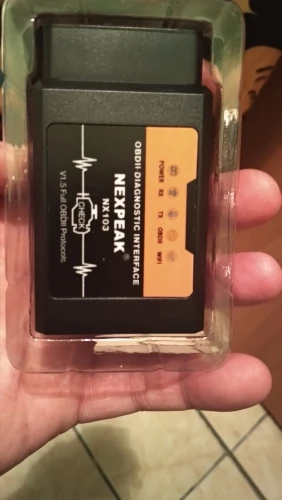 POWER RX TX OBDII WIFI
OBDII DIAGNOSTIC INTERFACE
NEXPEAK®
NX103
CHECK
V1.5 Full OBDII Protocols